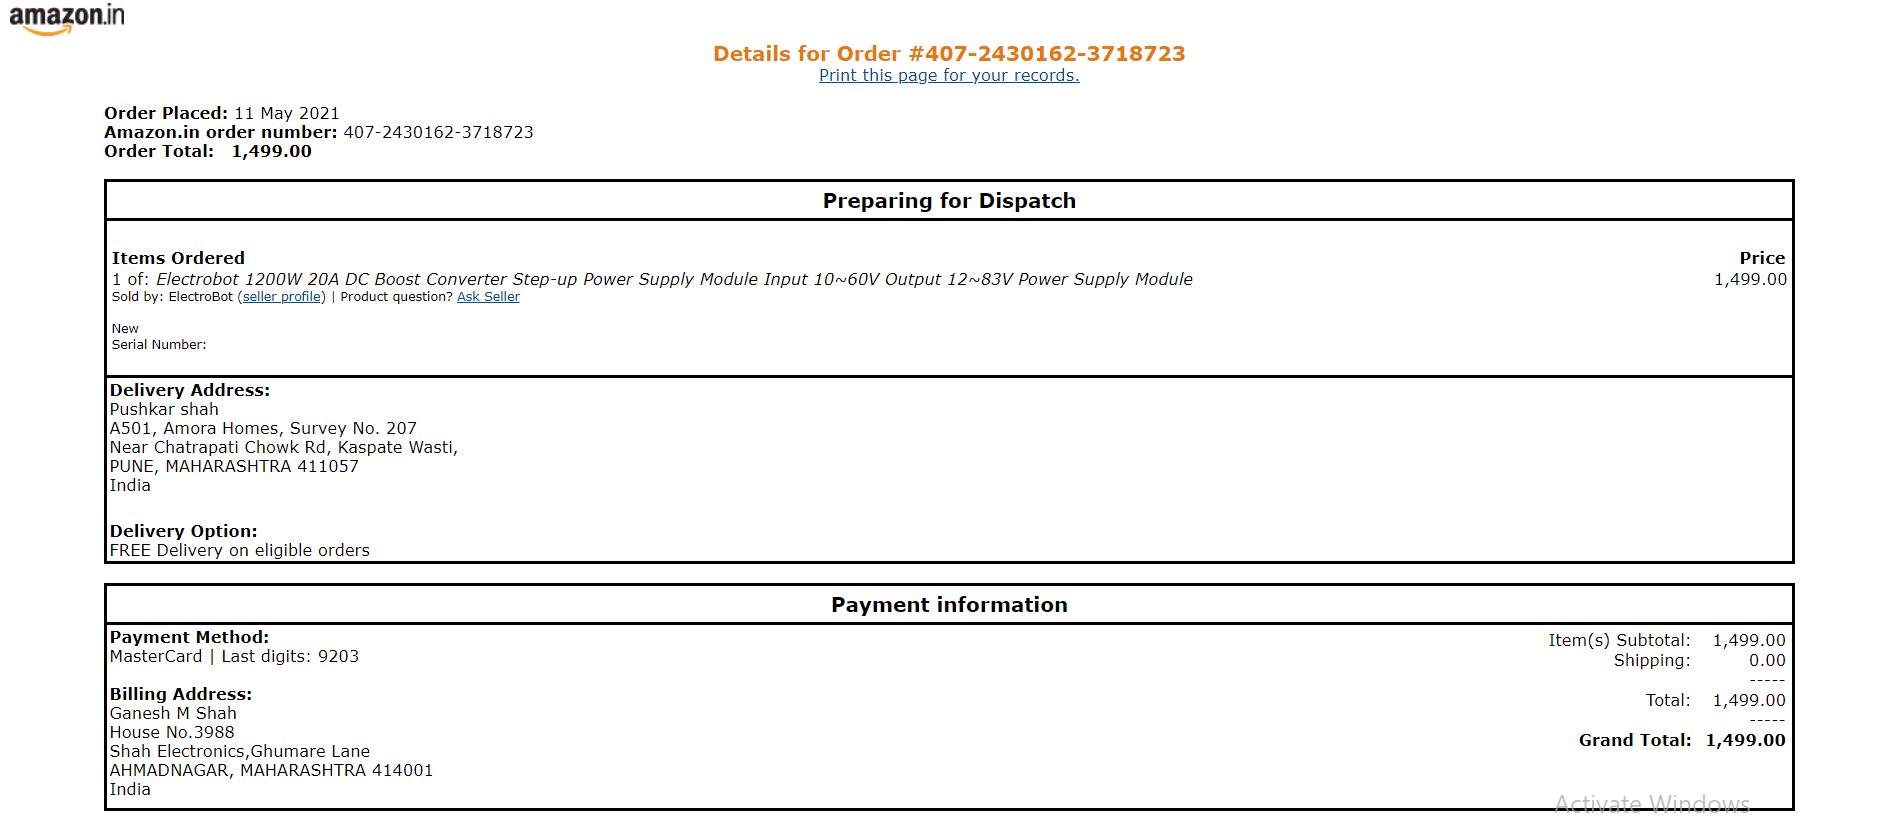 amazon.in
Details for Order #407-2430162-3718723
Print this page for your records.
Order Placed: 11 May 2021
Amazon.in order number: 407-2430162-3718723
Order Total: 1,499.00
Preparing for Dispatch
Items Ordered Price
1 of: Electrobot 1200W 20A DC Boost Converter Step-up Power Supply Module Input 10~60V Output 12~83V Power Supply Module 1,499.00
Sold by: ElectroBot (seller profile) | Product question? Ask Seller
New
Serial Number:
Delivery Address:
Pushkar shah
A501, Amora Homes, Survey No. 207
Near Chatrapati Chowk Rd, Kaspate Wasti,
PUNE, MAHARASHTRA 411057
India
Delivery Option:
FREE Delivery on eligible orders
Payment information
Payment Method:
MasterCard | Last digits: 9203
Billing Address:
Ganesh M Shah
House No.3988
Shah Electronics,Ghumare Lane
AHMADNAGAR, MAHARASHTRA 414001
India
Item(s) Subtotal: 1,499.00
Shipping: 0.00
-----
Total: 1,499.00
-----
Grand Total: 1,499.00
Activate Windows